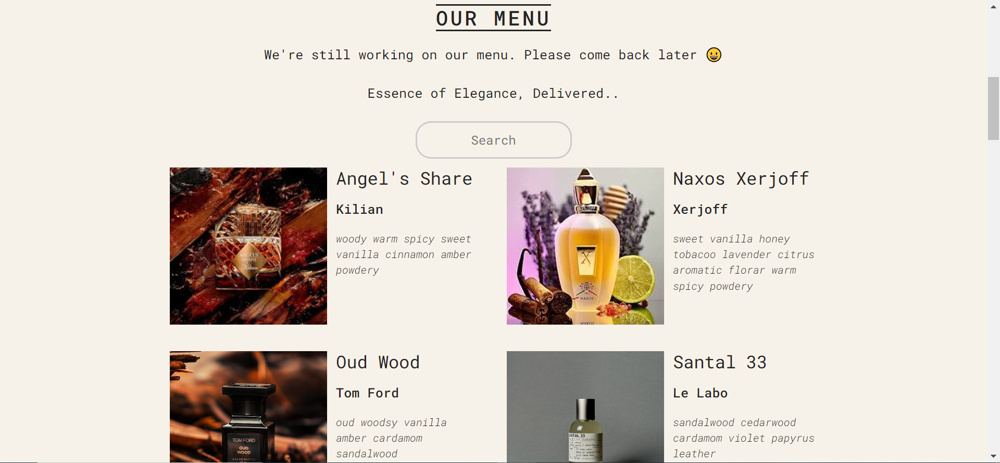 OUR MENU
We're still working on our menu. Please come back later 😀
Essence of Elegance, Delivered..
Search
Angel's Share
Kilian
woody warm spicy sweet
vanilla cinnamon amber
powdery
ANGELS'
SHARE
Kilian
Naxos Xerjoff
Xerjoff
sweet vanilla honey
tobacoo lavender citrus
aromatic florar warm
spicy powdery
X
NAXOS
Oud Wood
Tom Ford
oud woodsy vanilla
amber cardamom
sandalwood
TOM FORD
OUD
WOOD
EAU DE PARFUM
Santal 33
Le Labo
sandalwood cedarwood
cardamom violet papyrus
leather
SANTAL 33